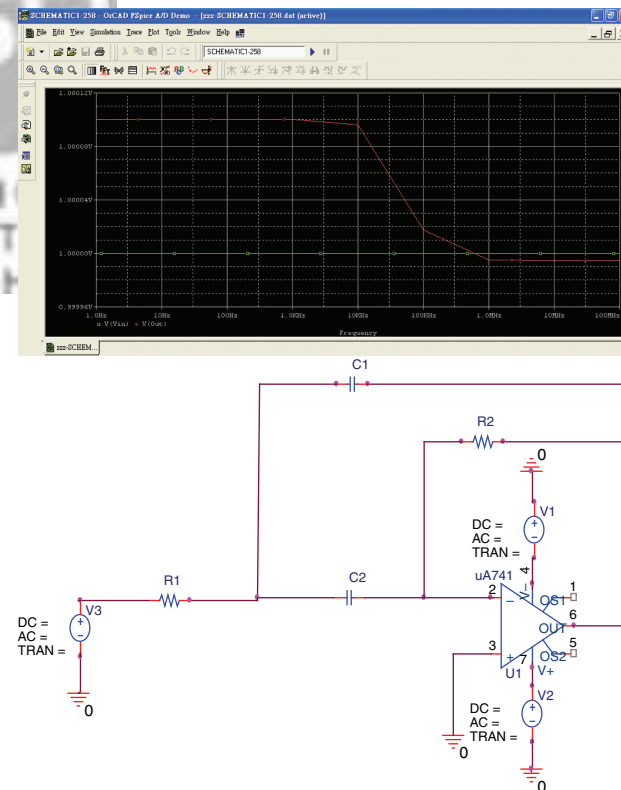 SCHEMATIC1-258 - OrCAD PSpice A/D Demo - [zzz-SCHEMATIC1-258.dat (active)]
File Edit View Simulation Trace Plot Tools Window Help
SCHEMATIC1-258
1.00012V
1.00008V
1.00004V
1.00000V
0.99996V
1.0Hz 10Hz 100Hz 1.0KHz 10KHz 100KHz 1.0MHz 10MHz 100MHz
V(Vin) V(Out)
Frequency
zzz-SCHEM...
C1
R2
0
V1
DC =
AC =
TRAN =
R1
C2
uA741
4
V-
1
2
OS1
6
OUT
V3
DC =
AC =
TRAN =
3
5
OS2
7
V+
U1
0
V2
DC =
AC =
TRAN =
0
0